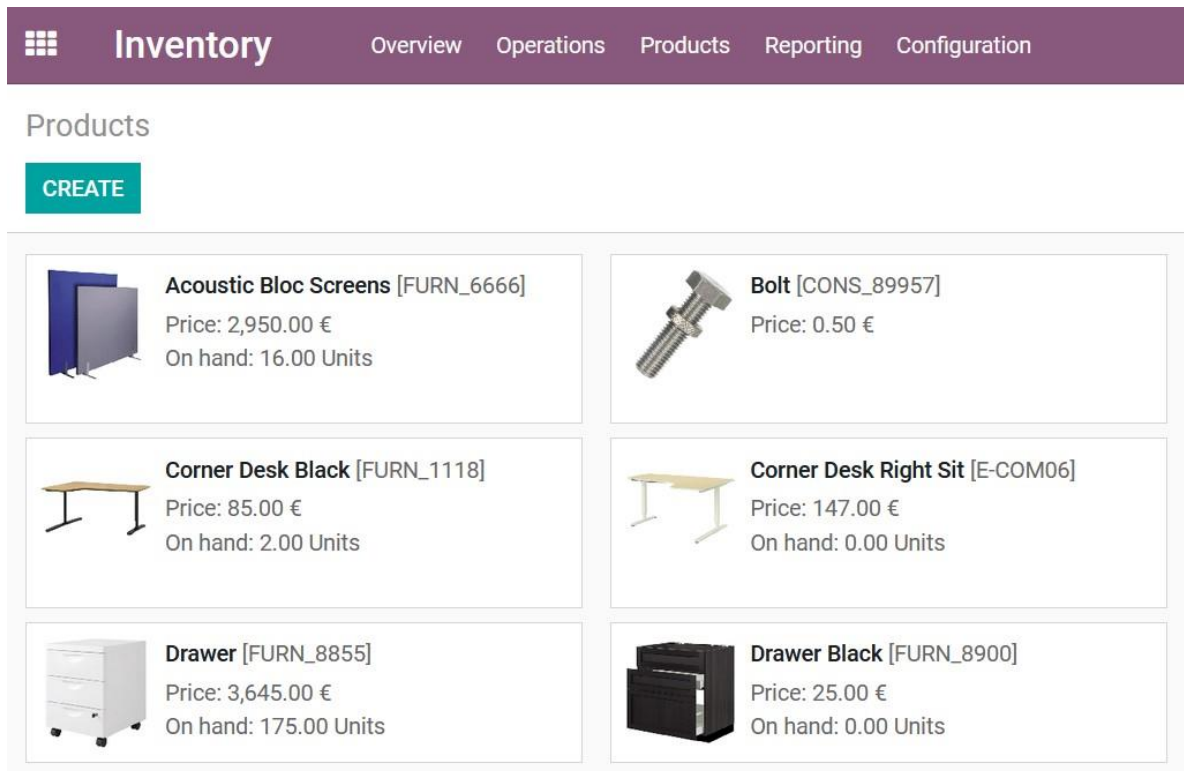 Inventory Overview Operations Products Reporting Configuration
Products
CREATE
Acoustic Bloc Screens [FURN_6666]
Price: 2,950.00 €
On hand: 16.00 Units
Bolt [CONS_89957]
Price: 0.50 €
Corner Desk Black [FURN_1118]
Price: 85.00 €
On hand: 2.00 Units
Corner Desk Right Sit [E-COM06]
Price: 147.00 €
On hand: 0.00 Units
Drawer [FURN_8855]
Price: 3,645.00 €
On hand: 175.00 Units
Drawer Black [FURN_8900]
Price: 25.00 €
On hand: 0.00 Units